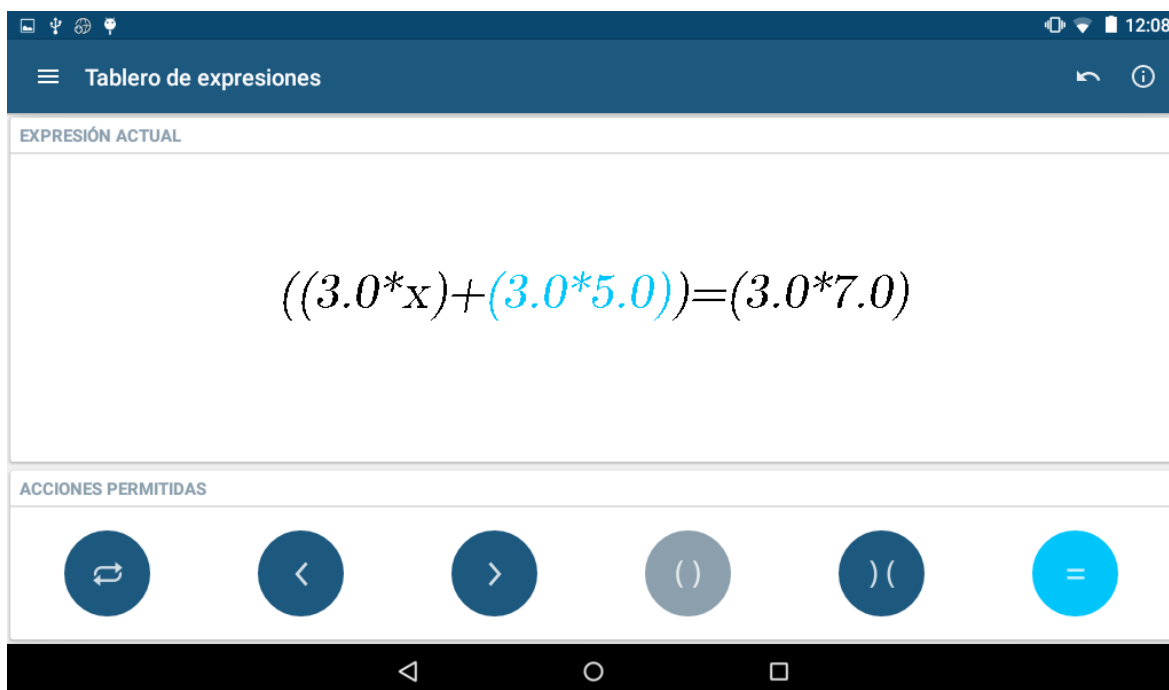 12:08
Tablero de expresiones
EXPRESIÓN ACTUAL
((3.0*x)+(3.0*5.0))=(3.0*7.0)
ACCIONES PERMITIDAS
( ) )( =